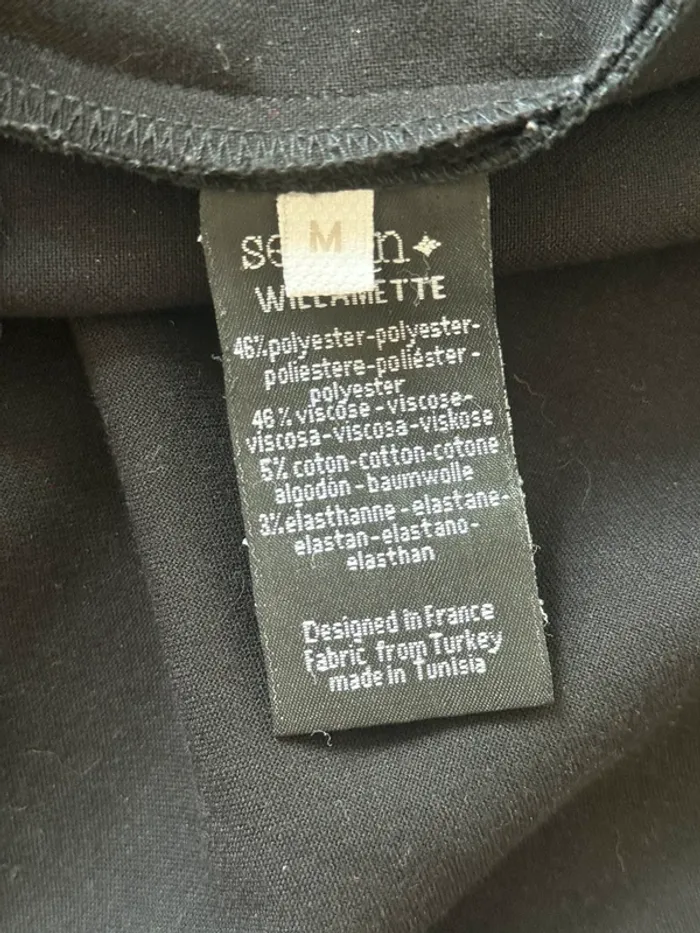 M
WILLAMETTE
46%polyester-polyester-
poliestere-poliéster-
polyester
46%viscose-viscose-
viscosa-viscosa-viskose
5% coton-cotton-cotone
algodón-baumwolle
3%elasthanne-elastane-
elastan-elastano-
elasthan
Designed in France
Fabric from Turkey
made in Tunisia